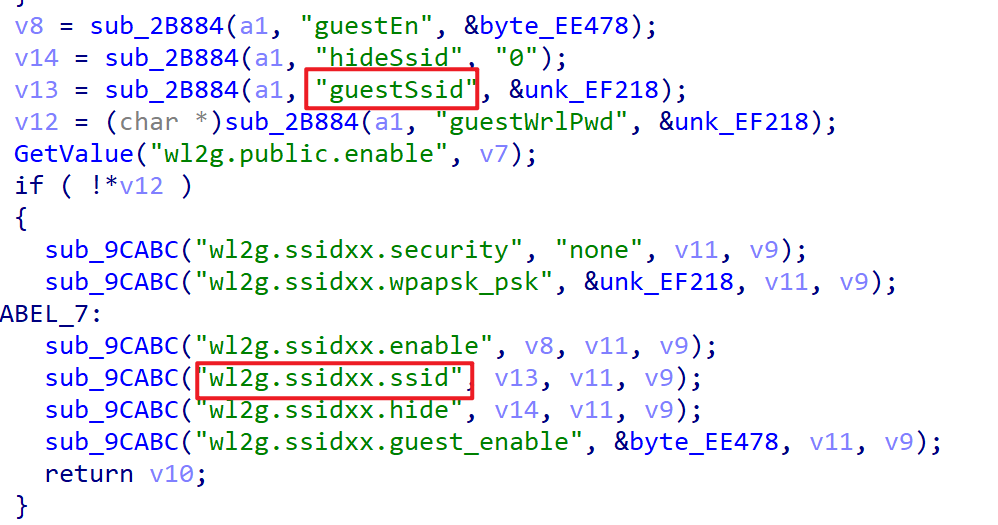 }
v8 = sub_2B884(a1, "guestEn", &byte_EE478);
v14 = sub_2B884(a1, "hideSsid", "0");
v13 = sub_2B884(a1, "guestSsid", &unk_EF218);
v12 = (char *)sub_2B884(a1, "guestWrlPwd", &unk_EF218);
GetValue("wl2g.public.enable", v7);
if ( !*v12 )
{
sub_9CABC("wl2g.ssidxx.security", "none", v11, v9);
sub_9CABC("wl2g.ssidxx.wpapsk_psk", &unk_EF218, v11, v9);
ABEL_7:
sub_9CABC("wl2g.ssidxx.enable", v8, v11, v9);
sub_9CABC("wl2g.ssidxx.ssid", v13, v11, v9);
sub_9CABC("wl2g.ssidxx.hide", v14, v11, v9);
sub_9CABC("wl2g.ssidxx.guest_enable", &byte_EE478, v11, v9);
return v10;
}